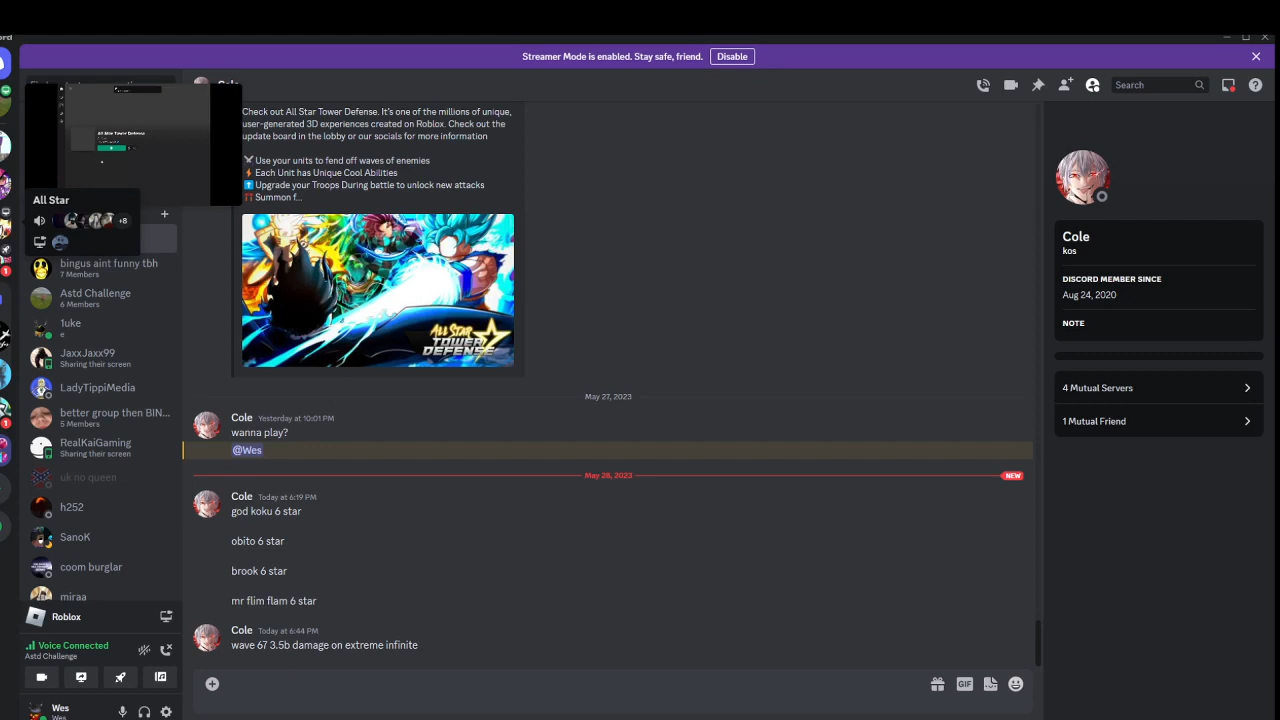 Streamer Mode is enabled. Stay safe, friend.
Disable
Search
All Star Tower Defense
All Star
+8
bingus aint funny tbh
7 Members
Astd Challenge
6 Members
1uke
e
JaxxJaxx99
Sharing their screen
LadyTippiMedia
better group then BIN...
5 Members
RealKaiGaming
Sharing their screen
uk no queen
h252
SanoK
coom burglar
miraa
Roblox
Voice Connected
Astd Challenge
Wes
Wes
1
1
Check out All Star Tower Defense. It's one of the millions of unique,
user-generated 3D experiences created on Roblox. Check out the
update board in the lobby or our socials for more information
Use your units to fend off waves of enemies
Each Unit has Unique Cool Abilities
Upgrade your Troops During battle to unlock new attacks
Summon f...
ALL STAR
TOWER
DEFENSE
May 27, 2023
Cole Yesterday at 10:01 PM
wanna play?
@Wes
May 28, 2023
NEW
Cole Today at 6:19 PM
god koku 6 star
obito 6 star
brook 6 star
mr flim flam 6 star
Cole Today at 6:44 PM
wave 67 3.5b damage on extreme infinite
GIF
Cole
kos
DISCORD MEMBER SINCE
Aug 24, 2020
NOTE
4 Mutual Servers
1 Mutual Friend